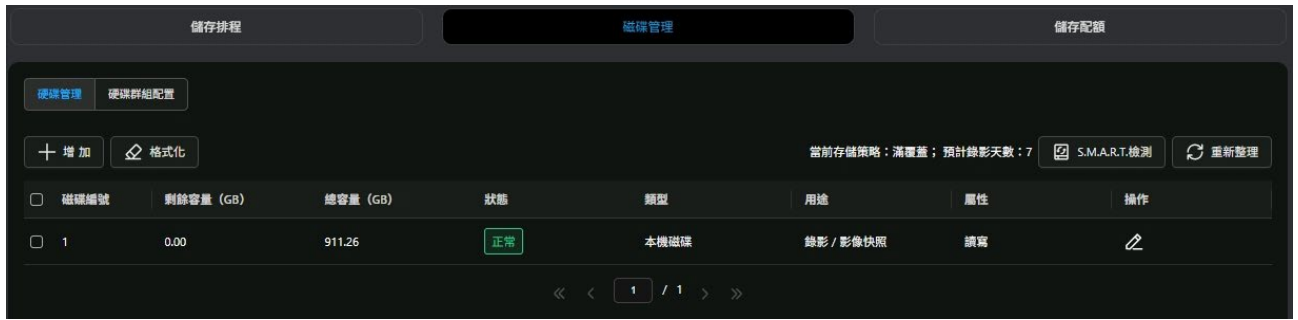 儲存排程 磁碟管理 儲存配額
硬碟管理 硬碟群組配置
增 加 格式化 當前存儲策略：滿覆蓋； 預計錄影天數：7 S.M.A.R.T.檢測 重新整理
磁碟編號 剩餘容量（GB） 總容量（GB） 狀態 類型 用途 屬性 操作
1 0.00 911.26 正常 本機磁碟 錄影 / 影像快照 讀寫
« ‹ 1 / 1 › »